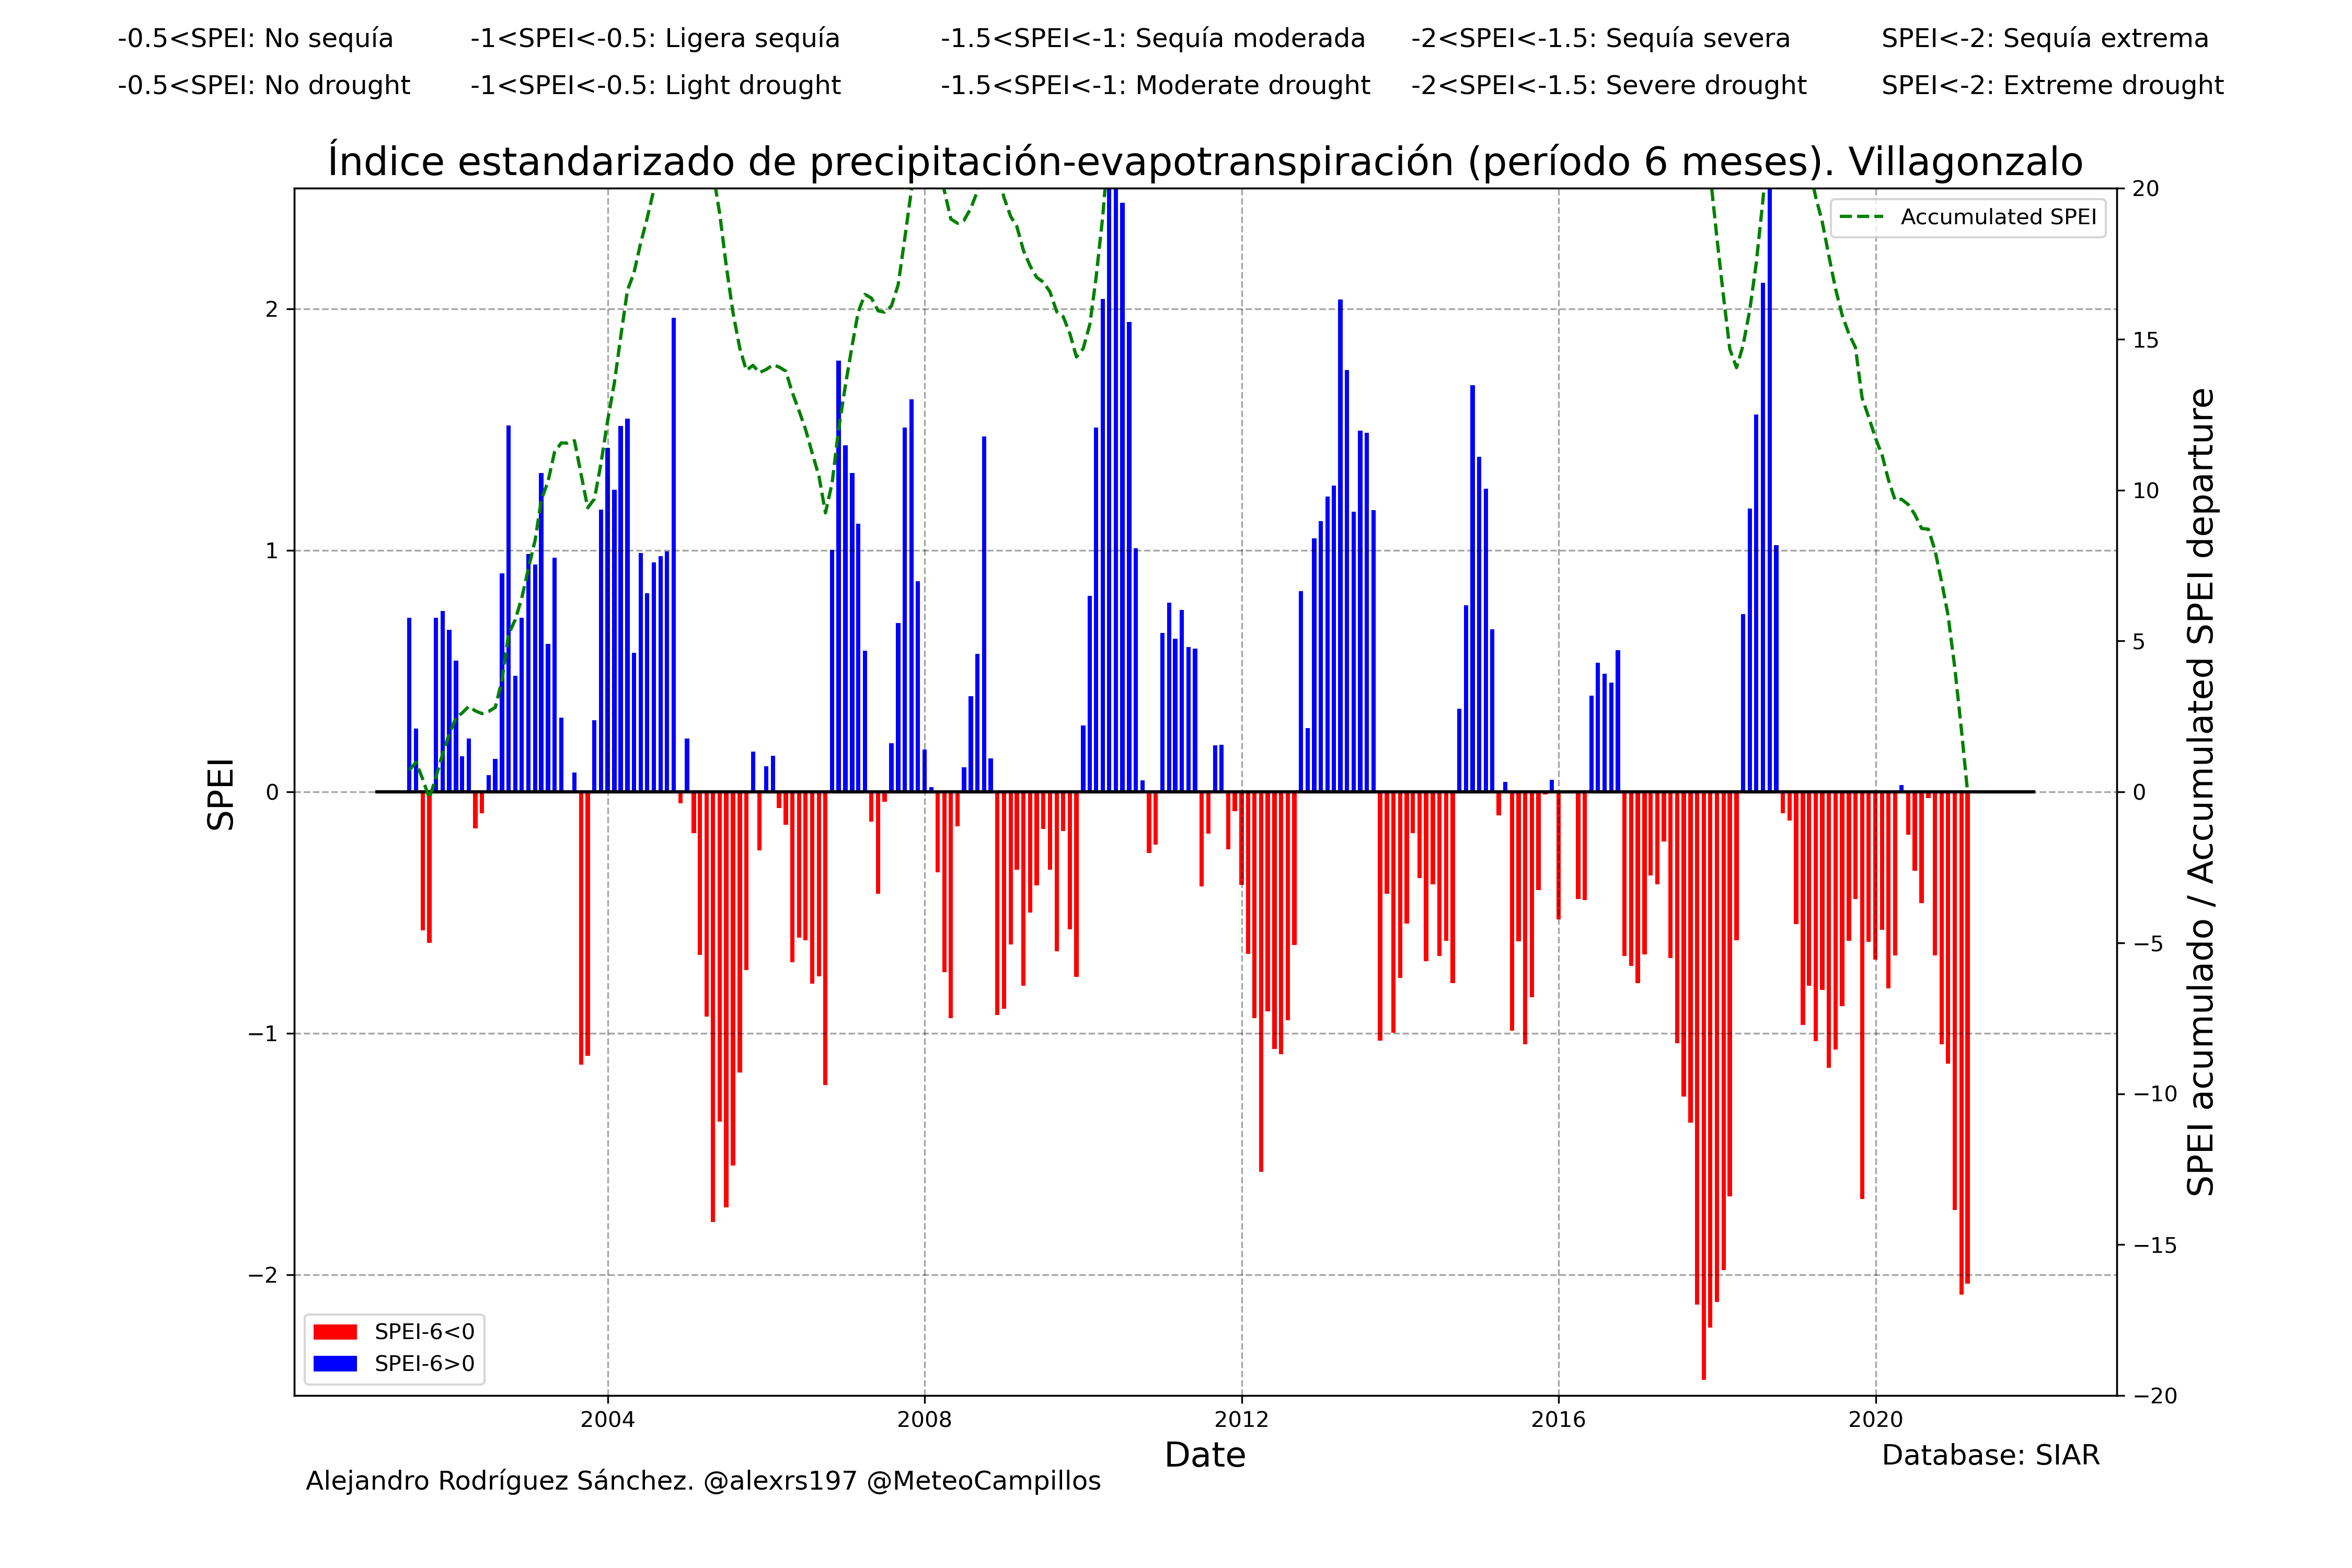 -0.5<SPEI: No sequía -1<SPEI<-0.5: Ligera sequía -1.5<SPEI<-1: Sequía moderada -2<SPEI<-1.5: Sequía severa SPEI<-2: Sequía extrema
-0.5<SPEI: No drought -1<SPEI<-0.5: Light drought -1.5<SPEI<-1: Moderate drought -2<SPEI<-1.5: Severe drought SPEI<-2: Extreme drought
Índice estandarizado de precipitación-evapotranspiración (período 6 meses). Villagonzalo
Accumulated SPEI
SPEI
2
1
0
−1
−2
20
15
10
5
0
−5
−10
−15
−20
SPEI acumulado / Accumulated SPEI departure
SPEI-6<0
SPEI-6>0
2004 2008 2012 2016 2020
Date
Database: SIAR
Alejandro Rodríguez Sánchez. @alexrs197 @MeteoCampillos